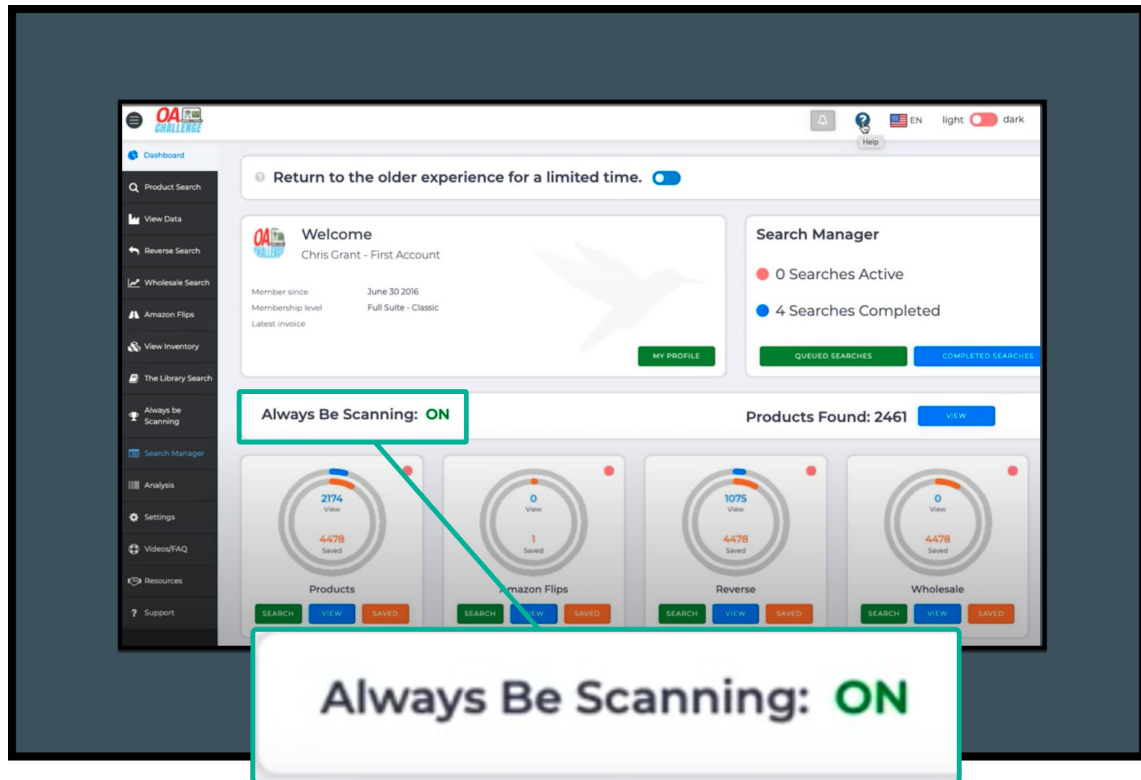 OA
CHALLENGE
EN
light
dark
Help
Dashboard
Product Search
View Data
Reverse Search
Wholesale Search
Amazon Flips
View Inventory
The Library Search
Always be
Scanning
Search Manager
Analysis
Settings
Videos/FAQ
Resources
Support
Return to the older experience for a limited time.
OA
CHALLENGE
Welcome
Chris Grant - First Account
Member since June 30 2016
Membership level Full Suite - Classic
Latest invoice
MY PROFILE
Search Manager
0 Searches Active
4 Searches Completed
QUEUED SEARCHES
COMPLETED SEARCHES
Always Be Scanning: ON
Products Found: 2461
VIEW
2174
View
4478
Saved
Products
SEARCH VIEW SAVED
0
View
1
Saved
Amazon Flips
SEARCH VIEW SAVED
1075
View
4478
Saved
Reverse
SEARCH VIEW SAVED
0
View
4478
Saved
Wholesale
SEARCH VIEW SAVED
Always Be Scanning: ON